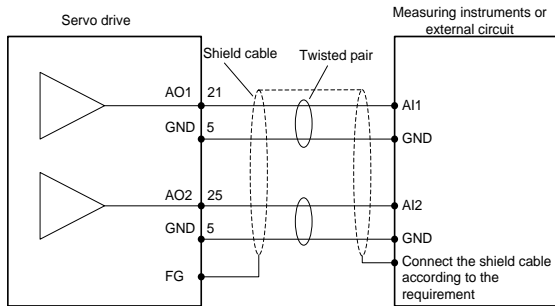 Servo drive
Measuring instruments or
external circuit
Shield cable
Twisted pair
AO1
21
AI1
GND
5
GND
AO2
25
AI2
GND
5
GND
FG
Connect the shield cable
according to the
requirement